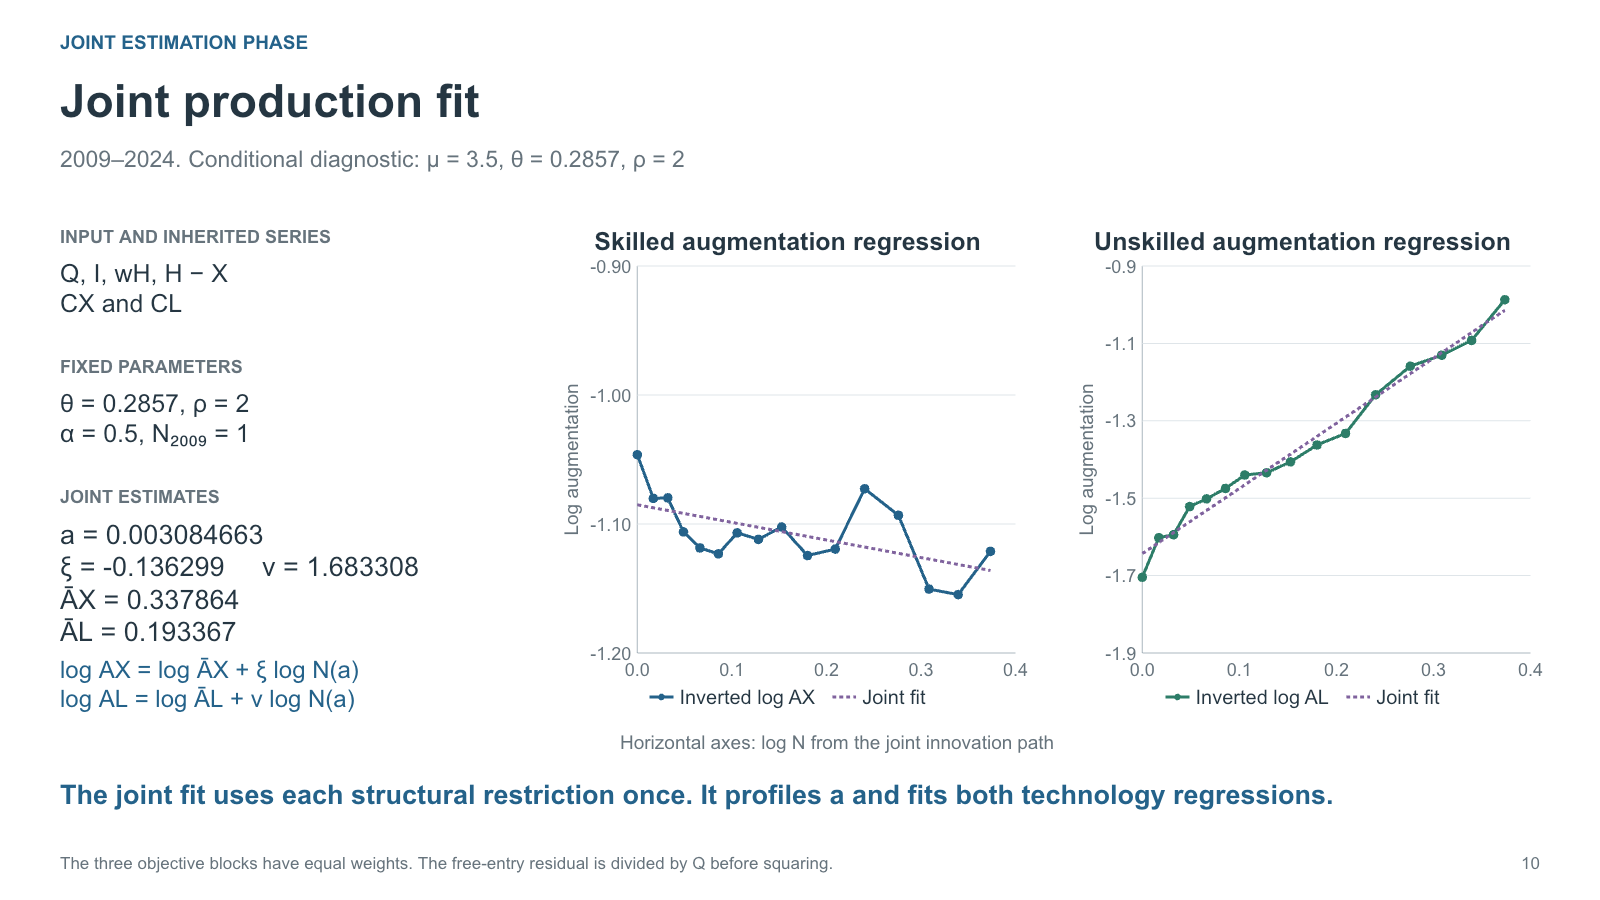 JOINT ESTIMATION PHASE
Joint production fit
2009–2024. Conditional diagnostic: μ = 3.5, θ = 0.2857, ρ = 2
INPUT AND INHERITED SERIES
Q, I, wH, H − X
CX and CL
FIXED PARAMETERS
θ = 0.2857, ρ = 2
α = 0.5, N₂₀₀₉ = 1
JOINT ESTIMATES
a = 0.003084663
ξ = -0.136299 ν = 1.683308
ĀX = 0.337864
ĀL = 0.193367
log AX = log ĀX + ξ log N(a)
log AL = log ĀL + ν log N(a)
Skilled augmentation regression
-0.90
-1.00
-1.10
-1.20
Log augmentation
0.0 0.1 0.2 0.3 0.4
Inverted log AX Joint fit
Unskilled augmentation regression
-0.9
-1.1
-1.3
-1.5
-1.7
-1.9
Log augmentation
0.0 0.1 0.2 0.3 0.4
Inverted log AL Joint fit
Horizontal axes: log N from the joint innovation path
The joint fit uses each structural restriction once. It profiles a and fits both technology regressions.
The three objective blocks have equal weights. The free-entry residual is divided by Q before squaring.
10